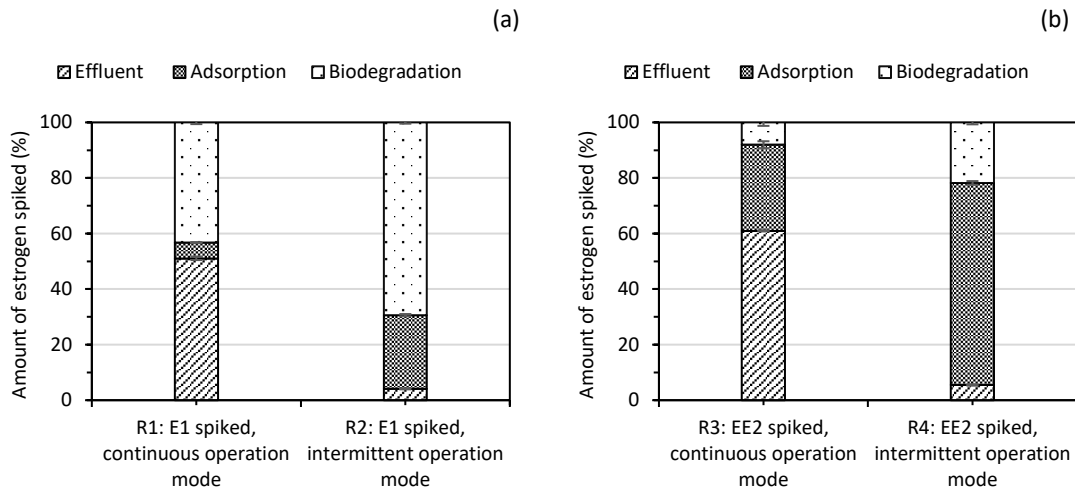 (a)
Effluent Adsorption Biodegradation
Amount of estrogen spiked (%)
100
80
60
40
20
0
R1: E1 spiked,
continuous operation
mode
R2: E1 spiked,
intermittent operation
mode
(b)
Effluent Adsorption Biodegradation
Amount of estrogen spiked (%)
100
80
60
40
20
0
R3: EE2 spiked,
continuous operation
mode
R4: EE2 spiked,
intermittent operation
mode